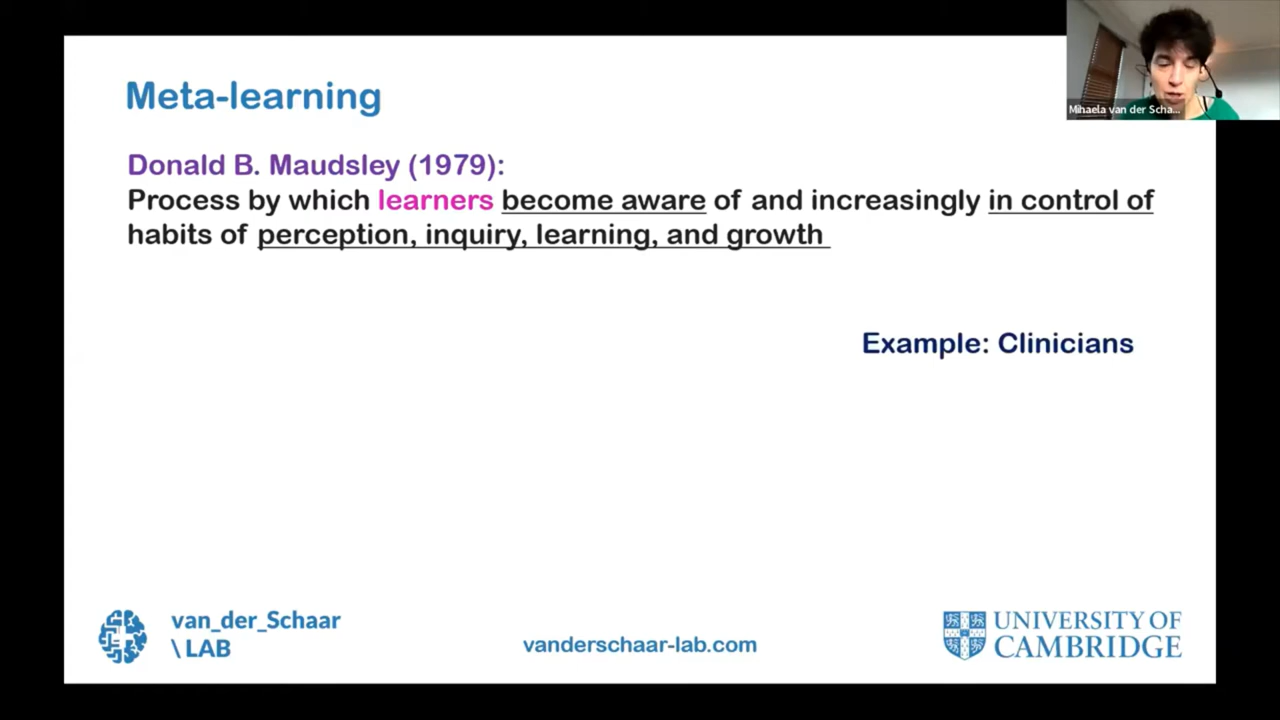 Meta-learning
Mihaela van der Scha...
Donald B. Maudsley (1979):
Process by which learners become aware of and increasingly in control of
habits of perception, inquiry, learning, and growth
Example: Clinicians
van_der_Schaar
\ LAB
vanderschaar-lab.com
UNIVERSITY OF
CAMBRIDGE